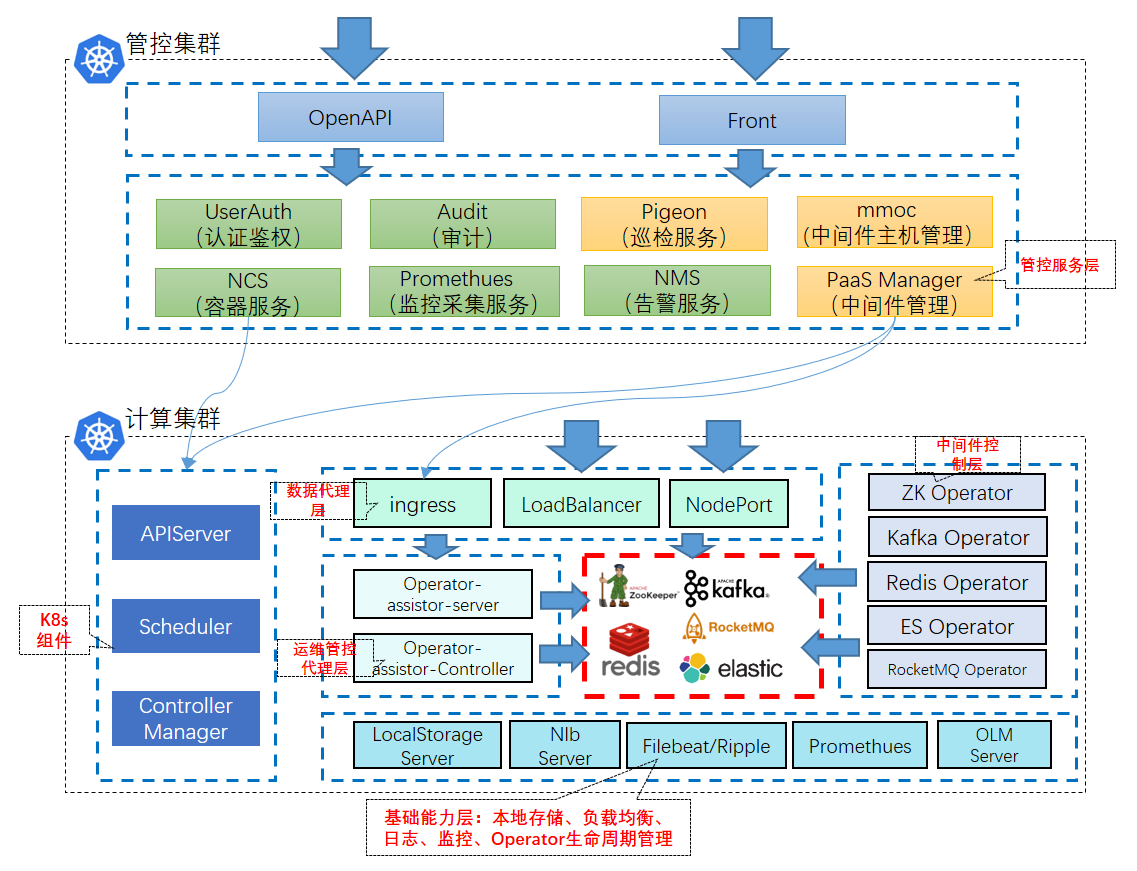 管控集群
OpenAPI
Front
UserAuth
（认证鉴权）
Audit
（审计）
Pigeon
（巡检服务）
mmoc
（中间件主机管理）
NCS
（容器服务）
Promethues
（监控采集服务）
NMS
（告警服务）
PaaS Manager
（中间件管理）
管控服务层
计算集群
APIServer
Scheduler
Controller
Manager
K8s
组件
数据代理
层
ingress
LoadBalancer
NodePort
运维管控
代理层
Operator-
assistor-server
Operator-
assistor-Controller
APACHE
ZooKeeper™
APACHE
kafka
RocketMQ
redis
elastic
中间件控
制层
ZK Operator
Kafka Operator
Redis Operator
ES Operator
RocketMQ Operator
LocalStorage
Server
Nlb
Server
Filebeat/Ripple
Promethues
OLM
Server
基础能力层：本地存储、负载均衡、
日志、监控、Operator生命周期管理